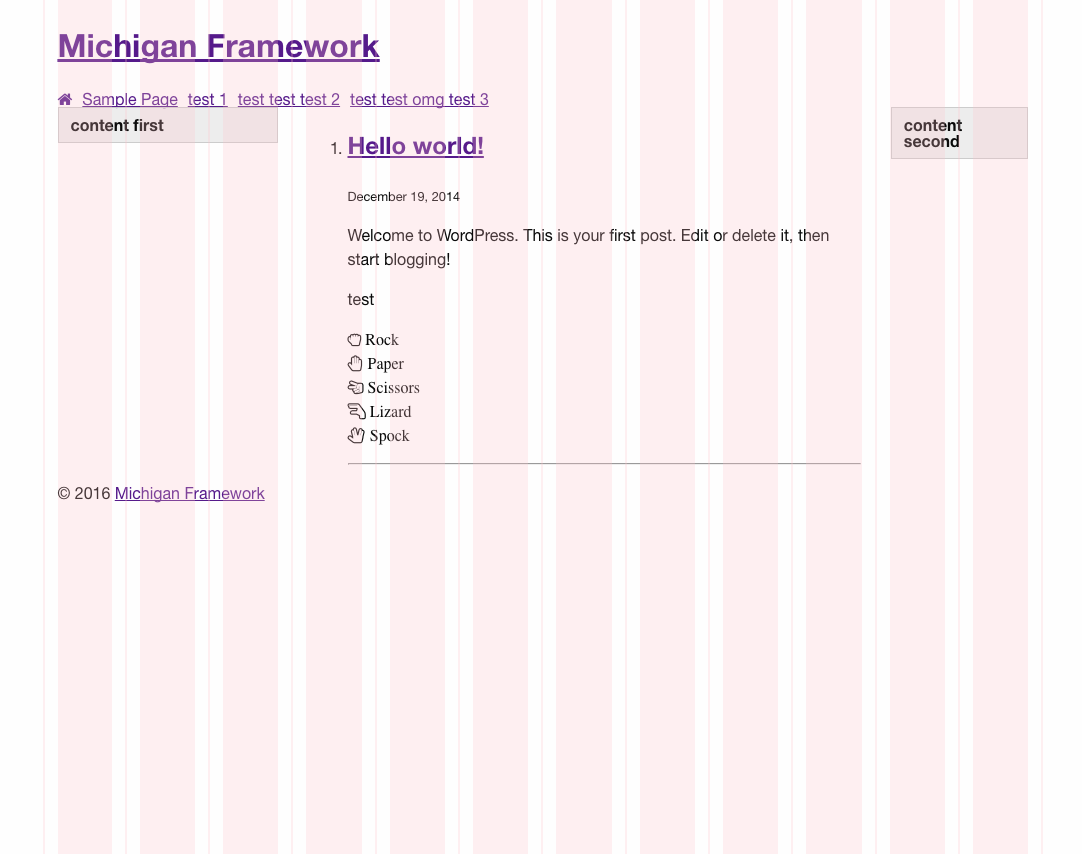 Michigan Framework
Sample Page test 1 test test test 2 test test omg test 3
content first
1. Hello world!
December 19, 2014
Welcome to WordPress. This is your first post. Edit or delete it, then
start blogging!
test
Rock
Paper
Scissors
Lizard
Spock
content
second
© 2016 Michigan Framework